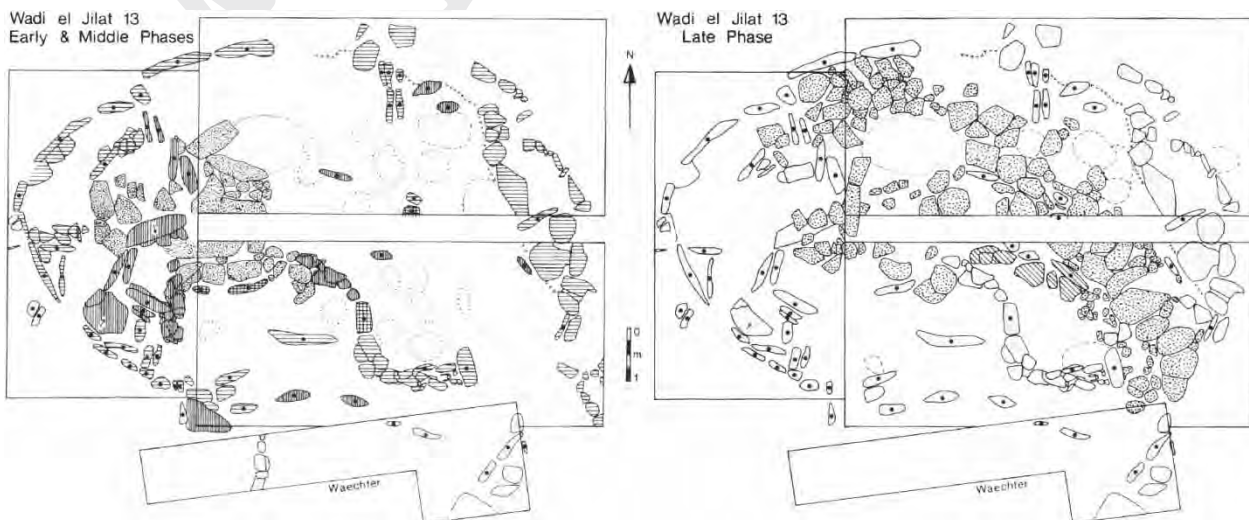 Wadi el Jilat 13
Early & Middle Phases
Wadi el Jilat 13
Late Phase
N
0
m
1
Waechter
Waechter